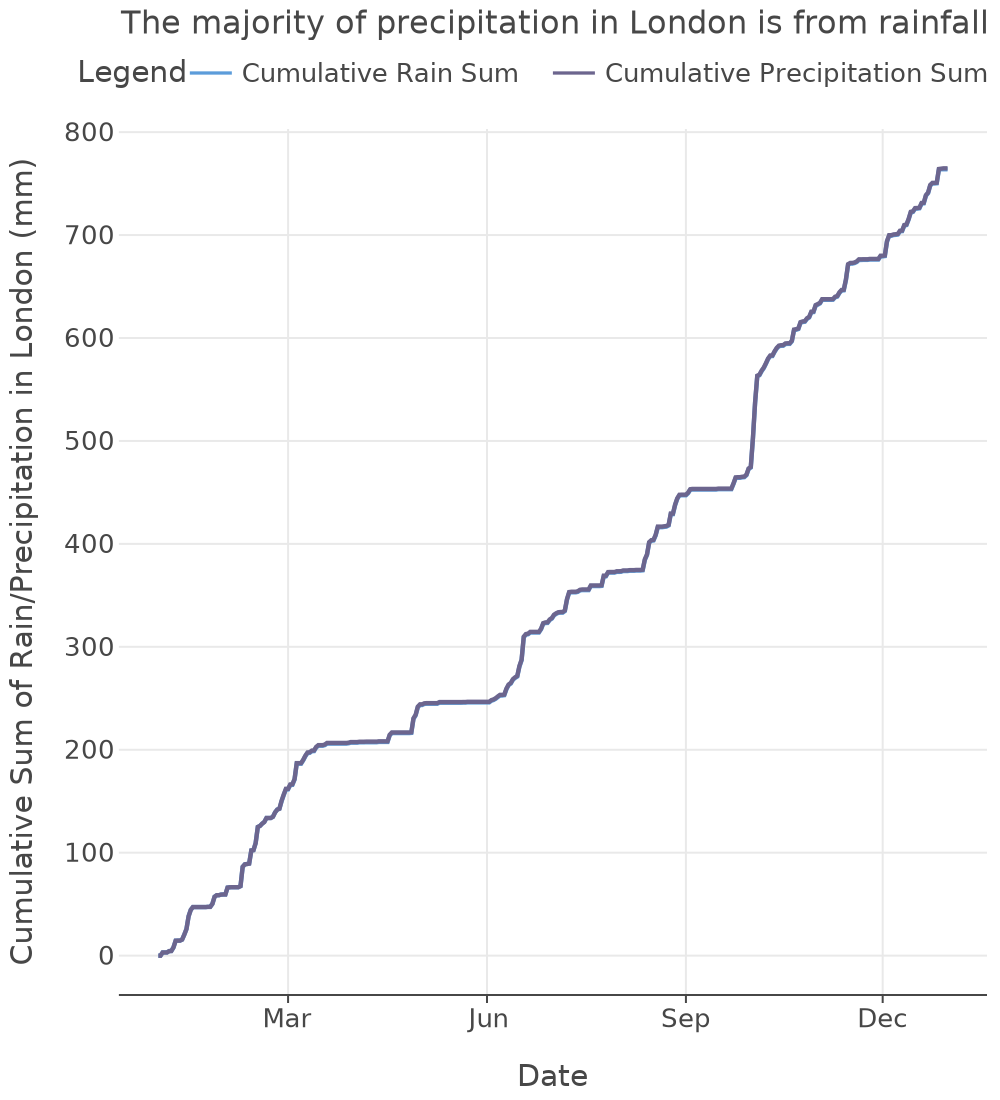 The majority of precipitation in London is from rainfall
Legend Cumulative Rain Sum Cumulative Precipitation Sum
Cumulative Sum of Rain/Precipitation in London (mm)
800
700
600
500
400
300
200
100
0
Mar Jun Sep Dec
Date